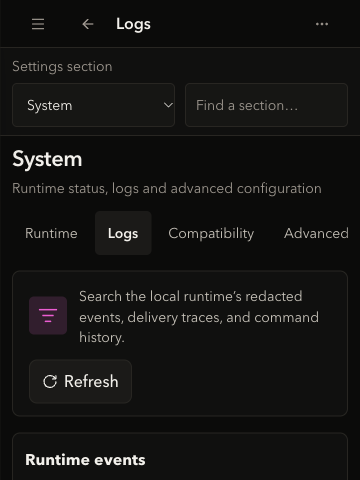 Logs
Settings section
System
Find a section…
System
Runtime status, logs and advanced configuration
Runtime
Logs
Compatibility
Advanced
Search the local runtime’s redacted
events, delivery traces, and command
history.
Refresh
Runtime events